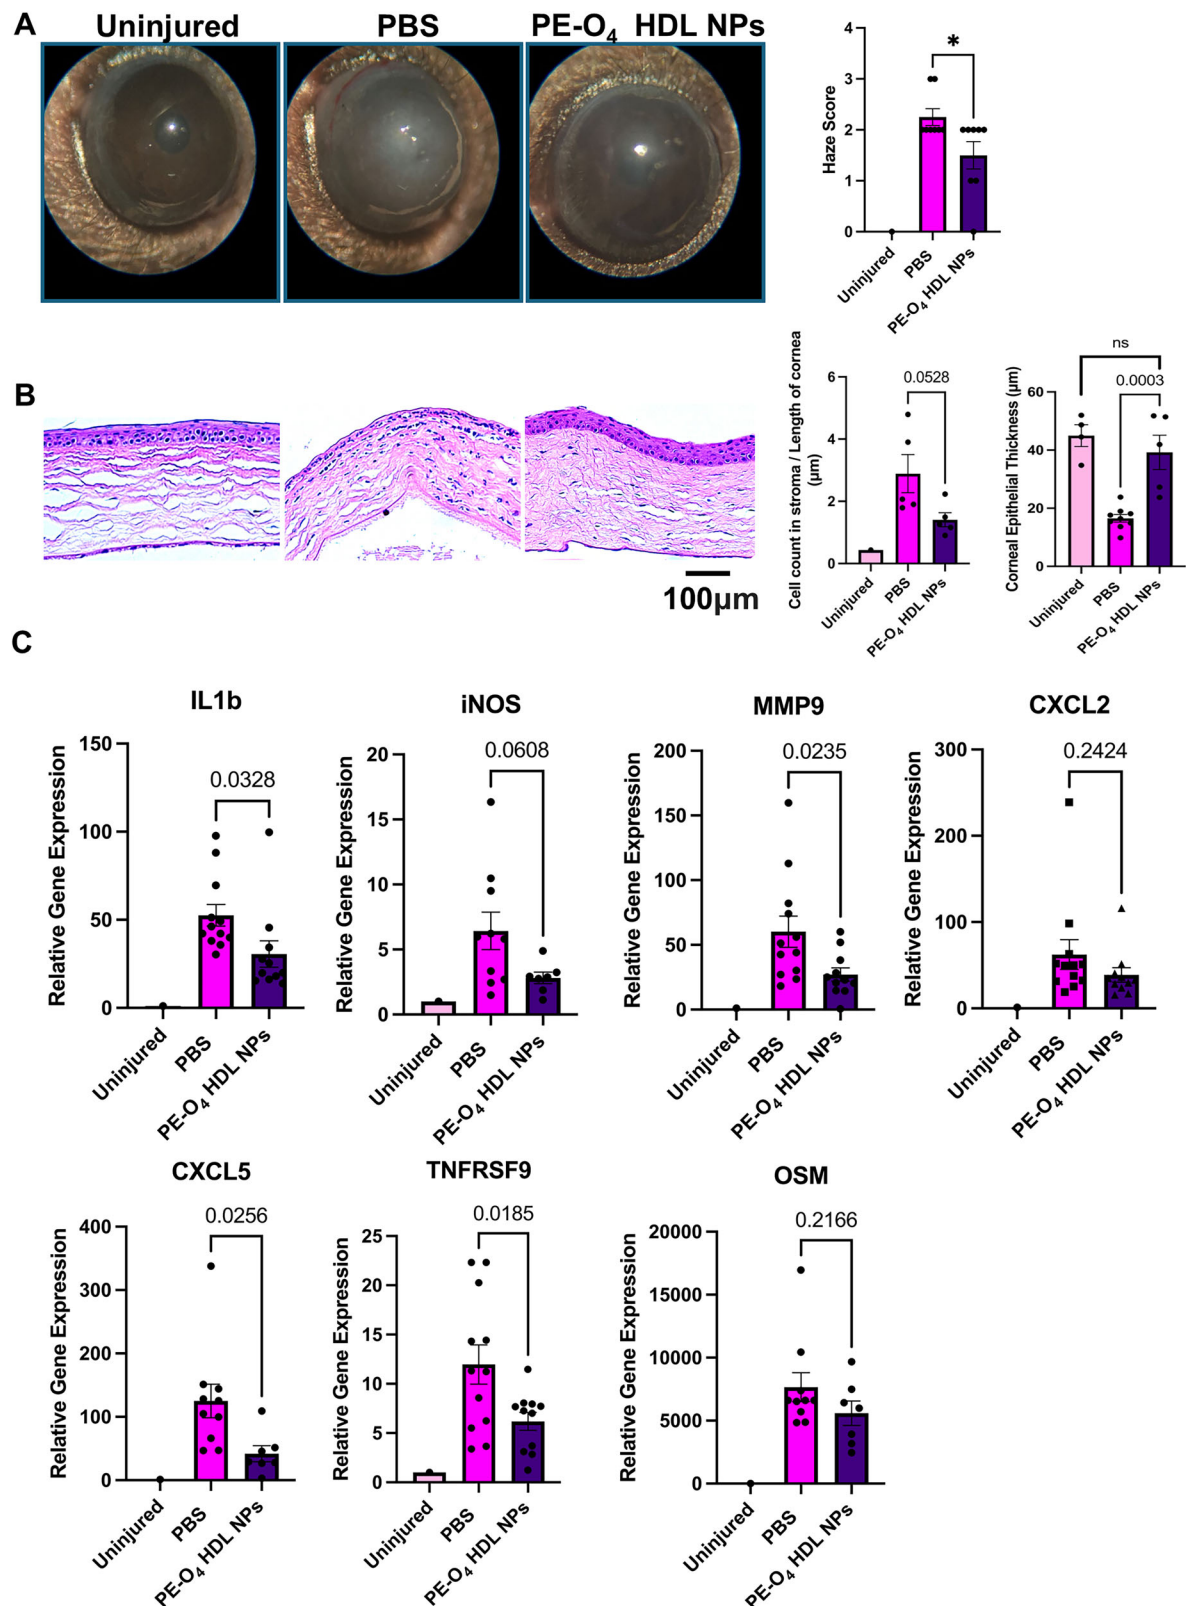 A
Uninjured
PBS
PE-O₄ HDL NPs
4
3
2
1
0
Haze Score
*
Uninjured
PBS
PE-O₄ HDL NPs
B
100µm
6
4
2
0
Cell count in stroma / Length of cornea
(µm)
0.0528
Uninjured
PBS
PE-O₄ HDL NPs
60
40
20
0
Corneal Epithelial Thickness (µm)
ns
0.0003
Uninjured
PBS
PE-O₄ HDL NPs
C
IL1b
150
100
50
0
Relative Gene Expression
0.0328
Uninjured
PBS
PE-O₄ HDL NPs
iNOS
20
15
10
5
0
Relative Gene Expression
0.0608
Uninjured
PBS
PE-O₄ HDL NPs
MMP9
200
150
100
50
0
Relative Gene Expression
0.0235
Uninjured
PBS
PE-O₄ HDL NPs
CXCL2
300
200
100
0
Relative Gene Expression
0.2424
Uninjured
PBS
PE-O₄ HDL NPs
CXCL5
400
300
200
100
0
Relative Gene Expression
0.0256
Uninjured
PBS
PE-O₄ HDL NPs
TNFRSF9
25
20
15
10
5
0
Relative Gene Expression
0.0185
Uninjured
PBS
PE-O₄ HDL NPs
OSM
20000
15000
10000
5000
0
Relative Gene Expression
0.2166
Uninjured
PBS
PE-O₄ HDL NPs